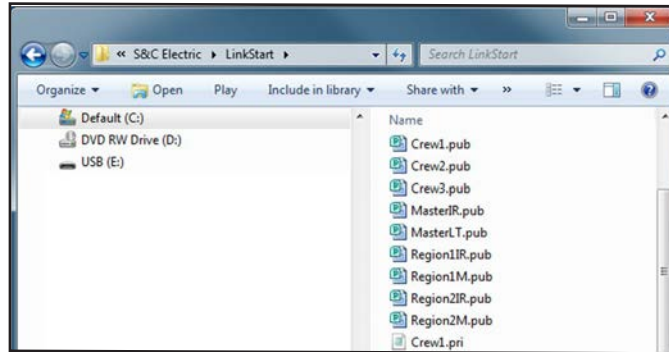 « S&C Electric ▸ LinkStart ▸ Search LinkStart
Organize ▾ Open Play Include in library ▾ Share with ▾ »
Default (C:)
DVD RW Drive (D:)
USB (E:)
Name
Crew1.pub
Crew2.pub
Crew3.pub
MasterIR.pub
MasterLT.pub
Region1IR.pub
Region1M.pub
Region2IR.pub
Region2M.pub
Crew1.pri